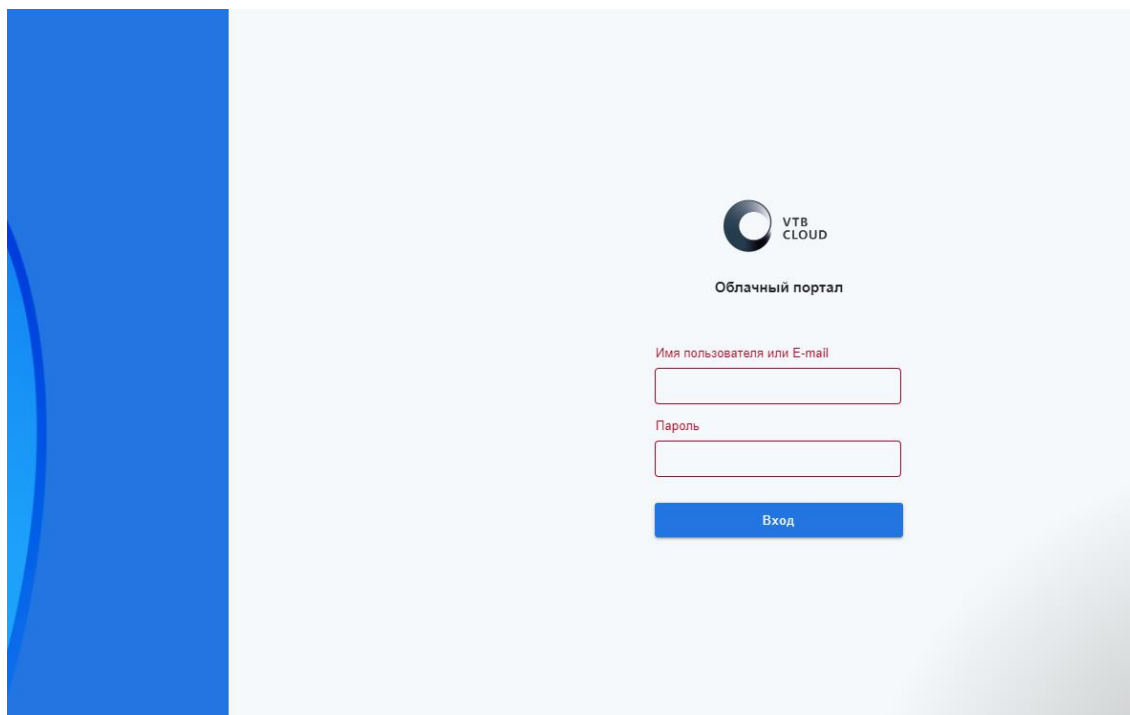 VTB
CLOUD
Облачный портал
Имя пользователя или E-mail
Пароль
Вход